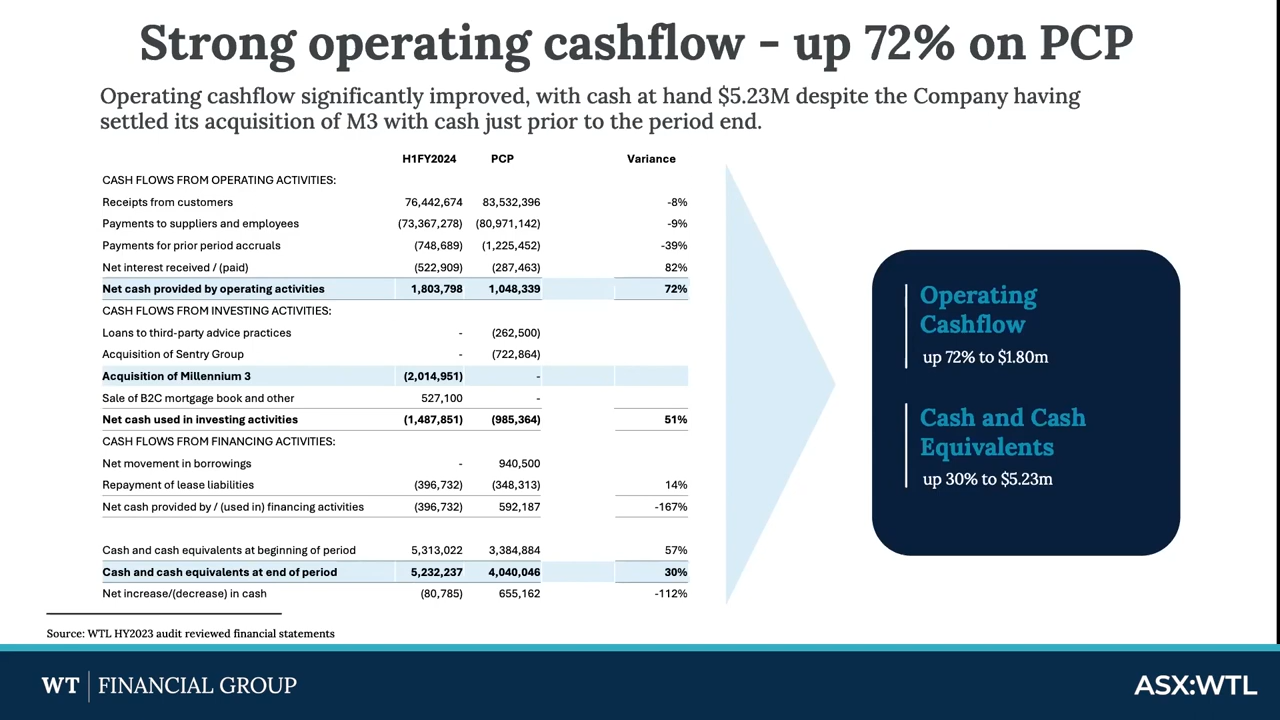 Strong operating cashflow - up 72% on PCP
Operating cashflow significantly improved, with cash at hand $5.23M despite the Company having
settled its acquisition of M3 with cash just prior to the period end.
H1FY2024 PCP Variance
CASH FLOWS FROM OPERATING ACTIVITIES:
Receipts from customers 76,442,674 83,532,396 -8%
Payments to suppliers and employees (73,367,278) (80,971,142) -9%
Payments for prior period accruals (748,689) (1,225,452) -39%
Net interest received / (paid) (522,909) (287,463) 82%
Net cash provided by operating activities 1,803,798 1,048,339 72%
CASH FLOWS FROM INVESTING ACTIVITIES:
Loans to third-party advice practices - (262,500)
Acquisition of Sentry Group - (722,864)
Acquisition of Millennium 3 (2,014,951) -
Sale of B2C mortgage book and other 527,100 -
Net cash used in investing activities (1,487,851) (985,364) 51%
CASH FLOWS FROM FINANCING ACTIVITIES:
Net movement in borrowings - 940,500
Repayment of lease liabilities (396,732) (348,313) 14%
Net cash provided by / (used in) financing activities (396,732) 592,187 -167%
Cash and cash equivalents at beginning of period 5,313,022 3,384,884 57%
Cash and cash equivalents at end of period 5,232,237 4,040,046 30%
Net increase/(decrease) in cash (80,785) 655,162 -112%
Operating
Cashflow
up 72% to $1.80m
Cash and Cash
Equivalents
up 30% to $5.23m
Source: WTL HY2023 audit reviewed financial statements
WT FINANCIAL GROUP
ASX:WTL